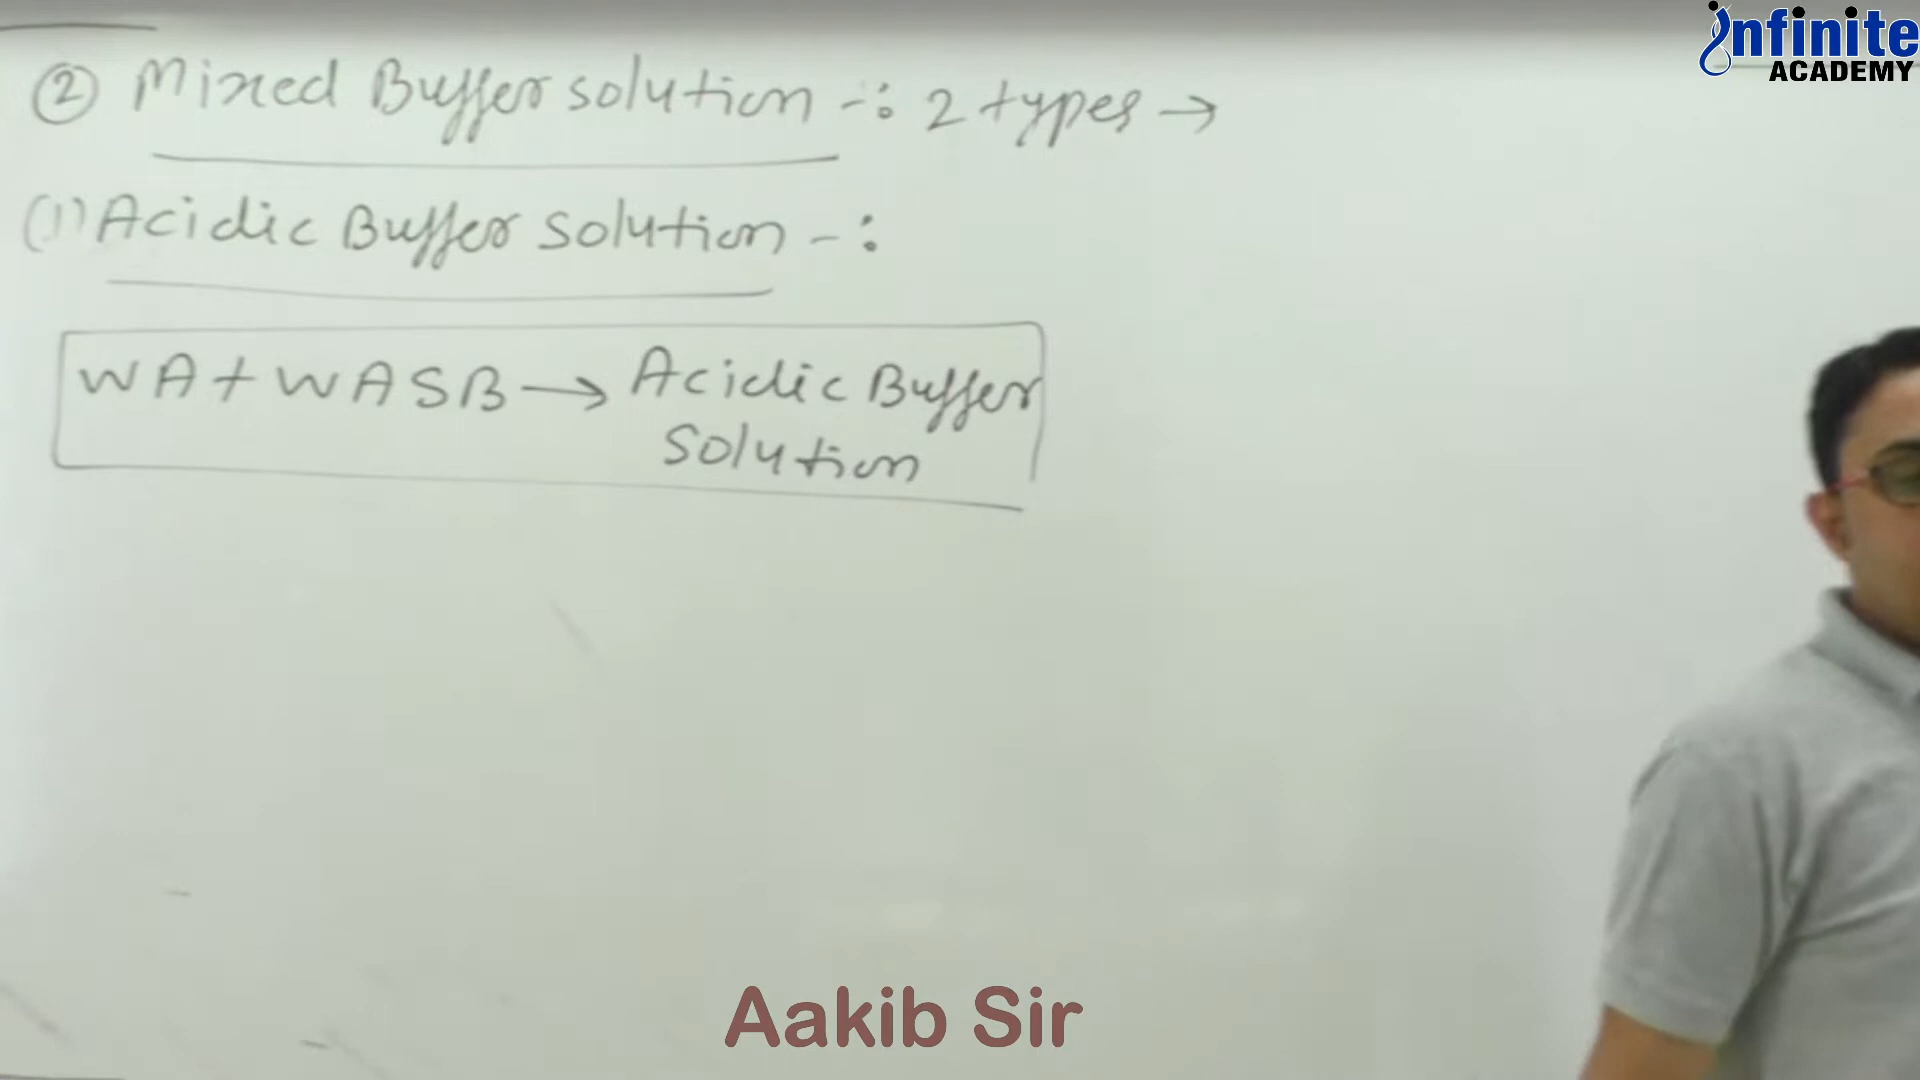 ② Mixed Buffer solution -: 2 types →
(1) Acidic Buffer solution -:
WA + WASB → Acidic Buffer
Solution
Infinite
ACADEMY
Aakib Sir